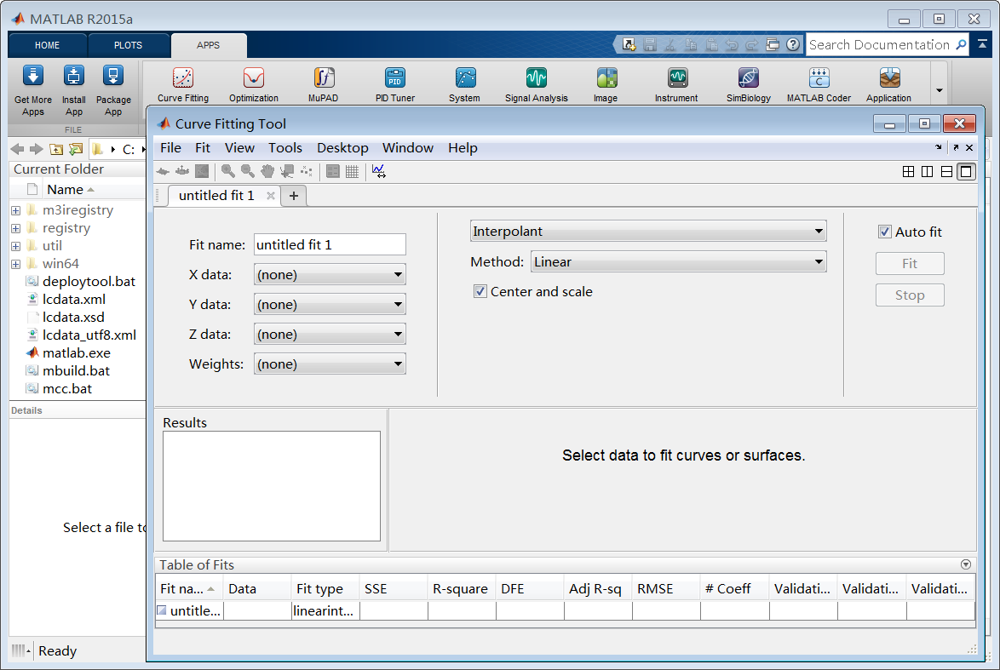 MATLAB R2015a
HOME PLOTS APPS Search Documentation
Get More Apps Install App Package App Curve Fitting Optimization MuPAD PID Tuner System Signal Analysis Image Instrument SimBiology MATLAB Coder Application
FILE
C:
Current Folder
Name
m3iregistry
registry
util
win64
deploytool.bat
lcdata.xml
lcdata.xsd
lcdata_utf8.xml
matlab.exe
mbuild.bat
mcc.bat
Details
Select a file to
Ready
Curve Fitting Tool
File Fit View Tools Desktop Window Help
untitled fit 1
Fit name: untitled fit 1
X data: (none)
Y data: (none)
Z data: (none)
Weights: (none)
Interpolant
Method: Linear
Center and scale
Auto fit
Fit
Stop
Results
Select data to fit curves or surfaces.
Table of Fits
Fit na... Data Fit type SSE R-square DFE Adj R-sq RMSE # Coeff Validati... Validati... Validati...
untitle... linearint...